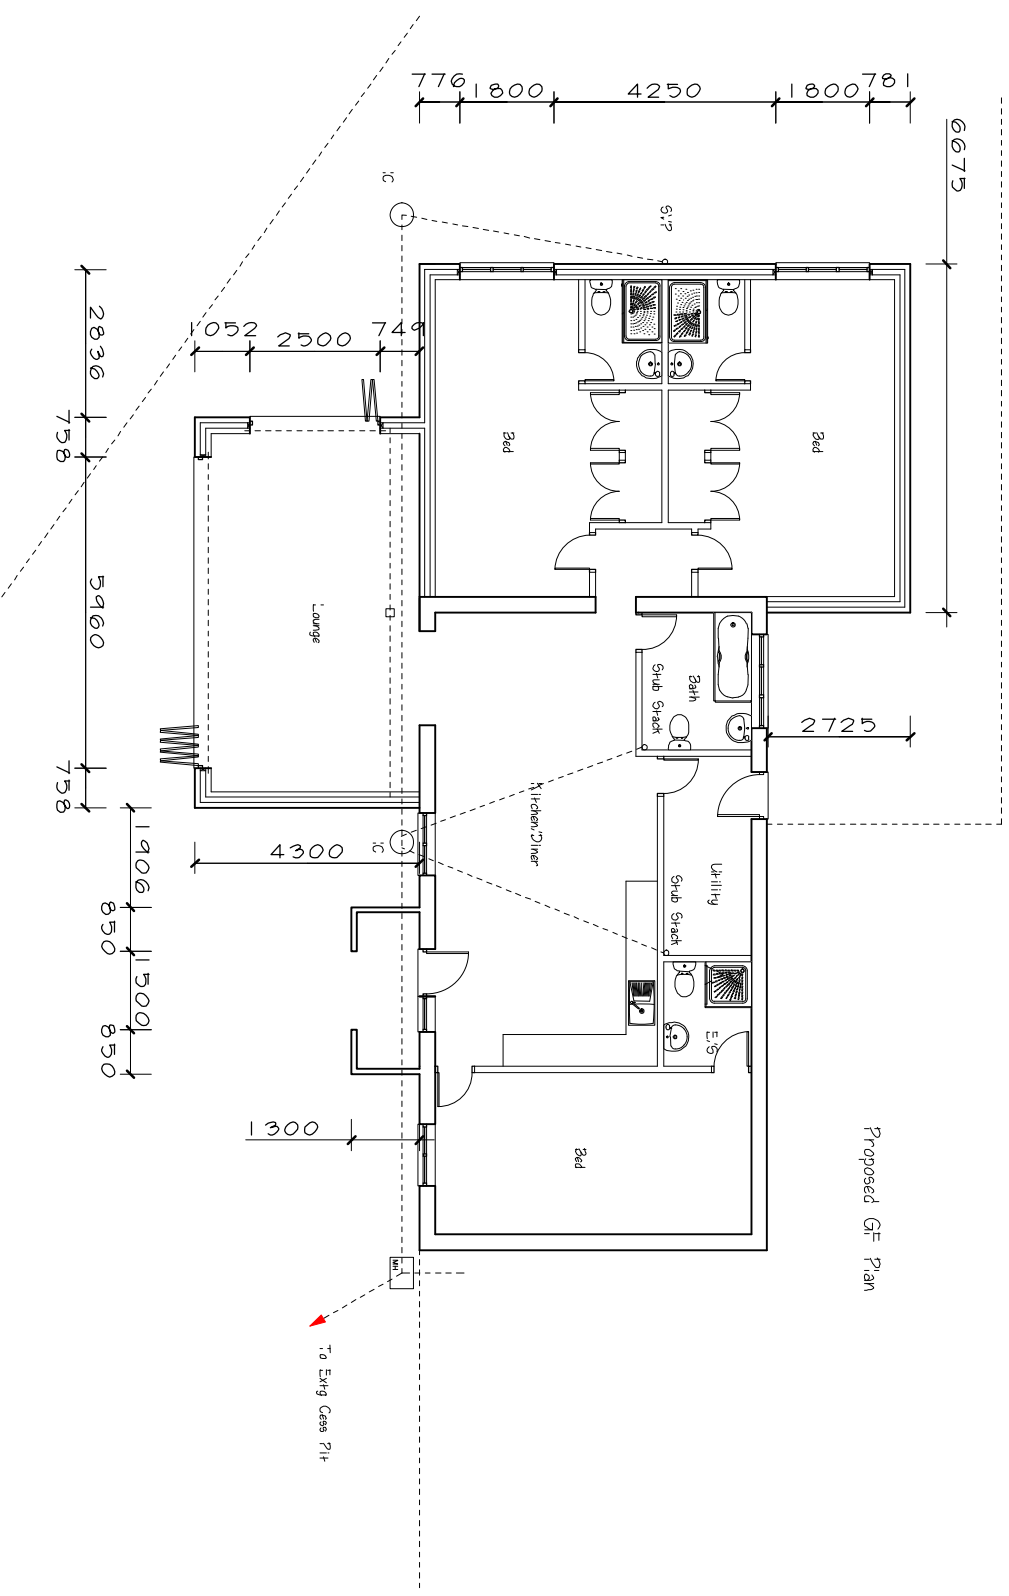 776
1800
4250
1800
781
6675
IC
SVP
2836
1052
2500
749
758
Bed
Bed
5960
Lounge
Bath
Stub Stack
2725
758
Kitchen/Diner
1906
4300
IC
Utility
Stub Stack
850
1500
850
E/S
1300
Bed
Proposed GF Plan
MH
To Extg Cess Pit